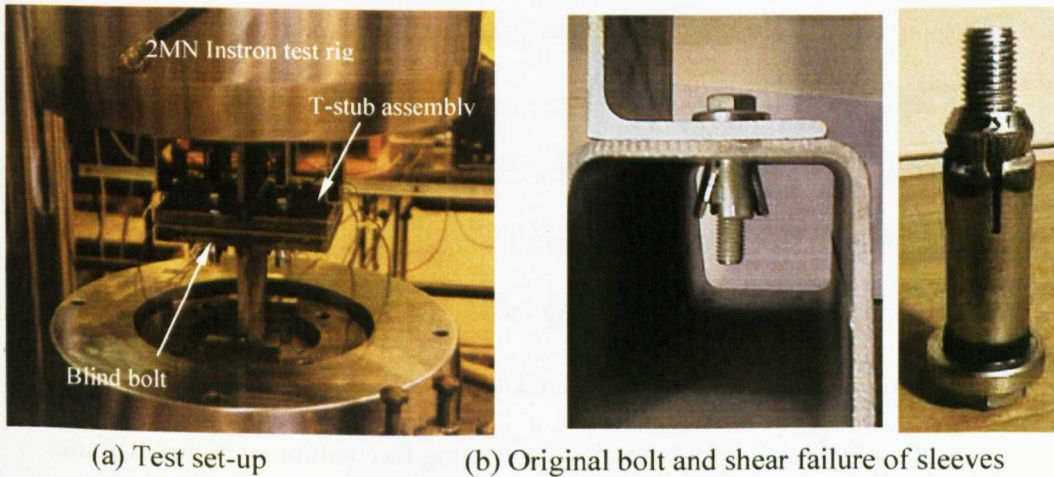 2MN Instron test rig
T-stub assembly
Blind bolt
(a) Test set-up
(b) Original bolt and shear failure of sleeves